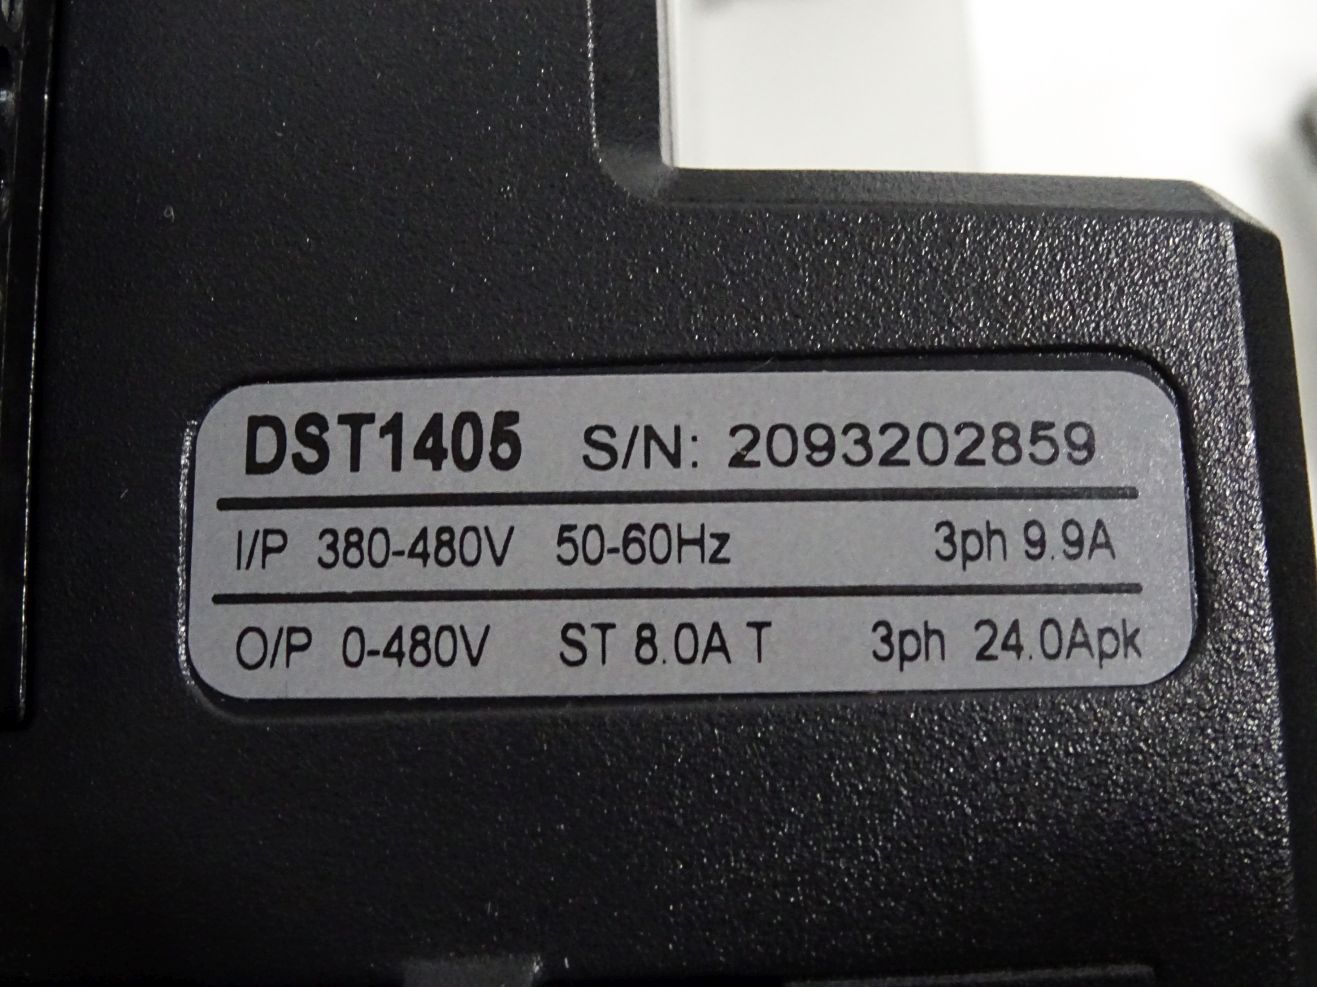 DST1405 S/N: 2093202859
I/P 380-480V 50-60Hz 3ph 9.9A
O/P 0-480V ST 8.0A T 3ph 24.0Apk